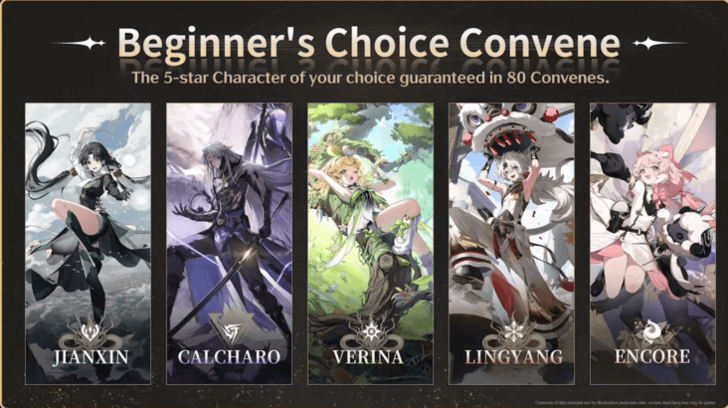 Beginner's Choice Convene
The 5-star Character of your choice guaranteed in 80 Convenes.
JIANXIN
CALCHARO
VERINA
LINGYANG
ENCORE